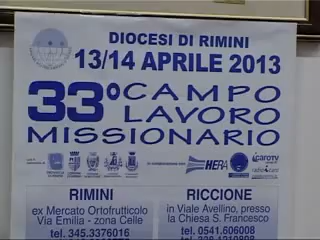 DIOCESI DI RIMINI
13/14 APRILE 2013
33° CAMPO
LAVORO
MISSIONARIO
HERA
icaroTV
RIMINI
ex Mercato Ortofrutticolo
Via Emilia - zona Celle
tel. 345.3376016
RICCIONE
in Viale Avellino, presso
la Chiesa S. Francesco
tel. 0541.606008